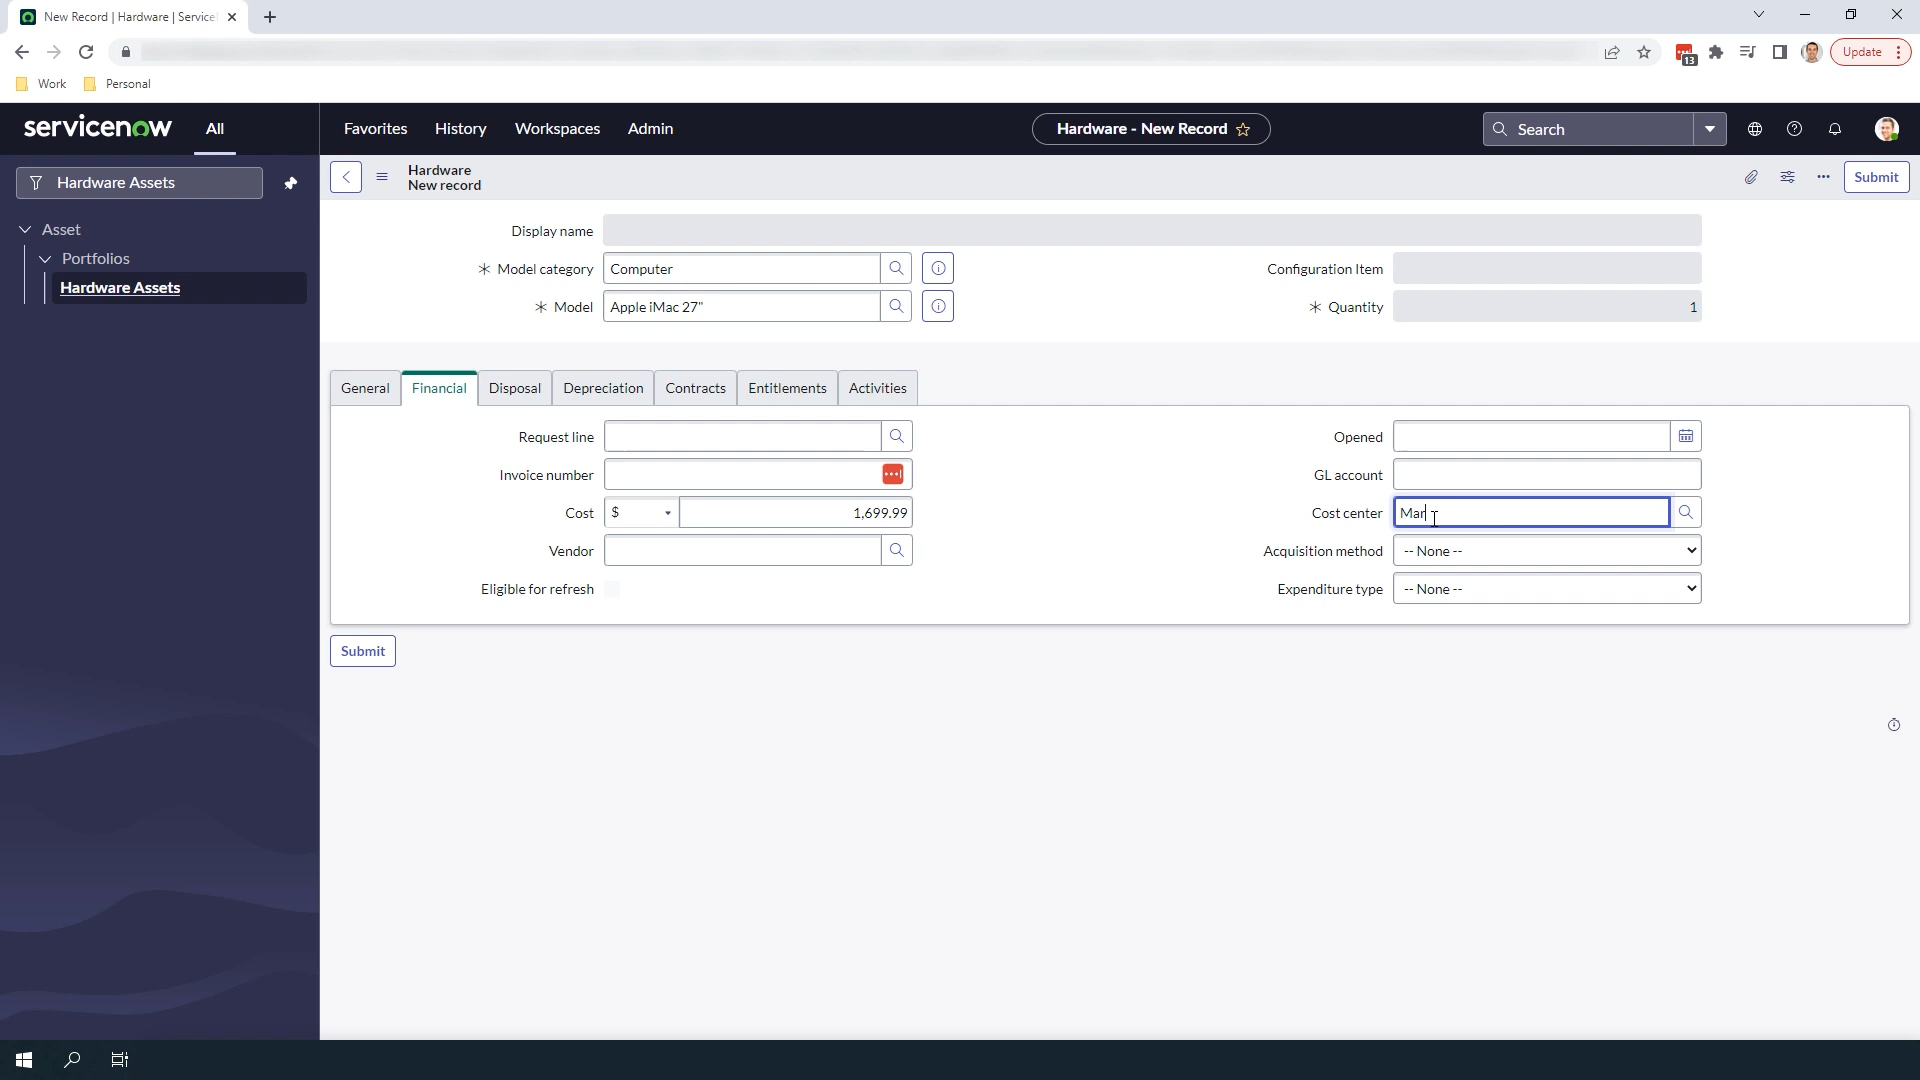 New Record | Hardware | Service
Update
13
Work Personal
servicenow All Favorites History Workspaces Admin Hardware - New Record Search
Hardware Assets
Asset
Portfolios
Hardware Assets
Hardware
New record
Submit
Display name
* Model category Computer
Configuration Item
* Model Apple iMac 27"
* Quantity 1
General Financial Disposal Depreciation Contracts Entitlements Activities
Request line
Opened
Invoice number
GL account
Cost $ 1,699.99
Cost center Mar
Vendor
Acquisition method -- None --
Eligible for refresh
Expenditure type -- None --
Submit